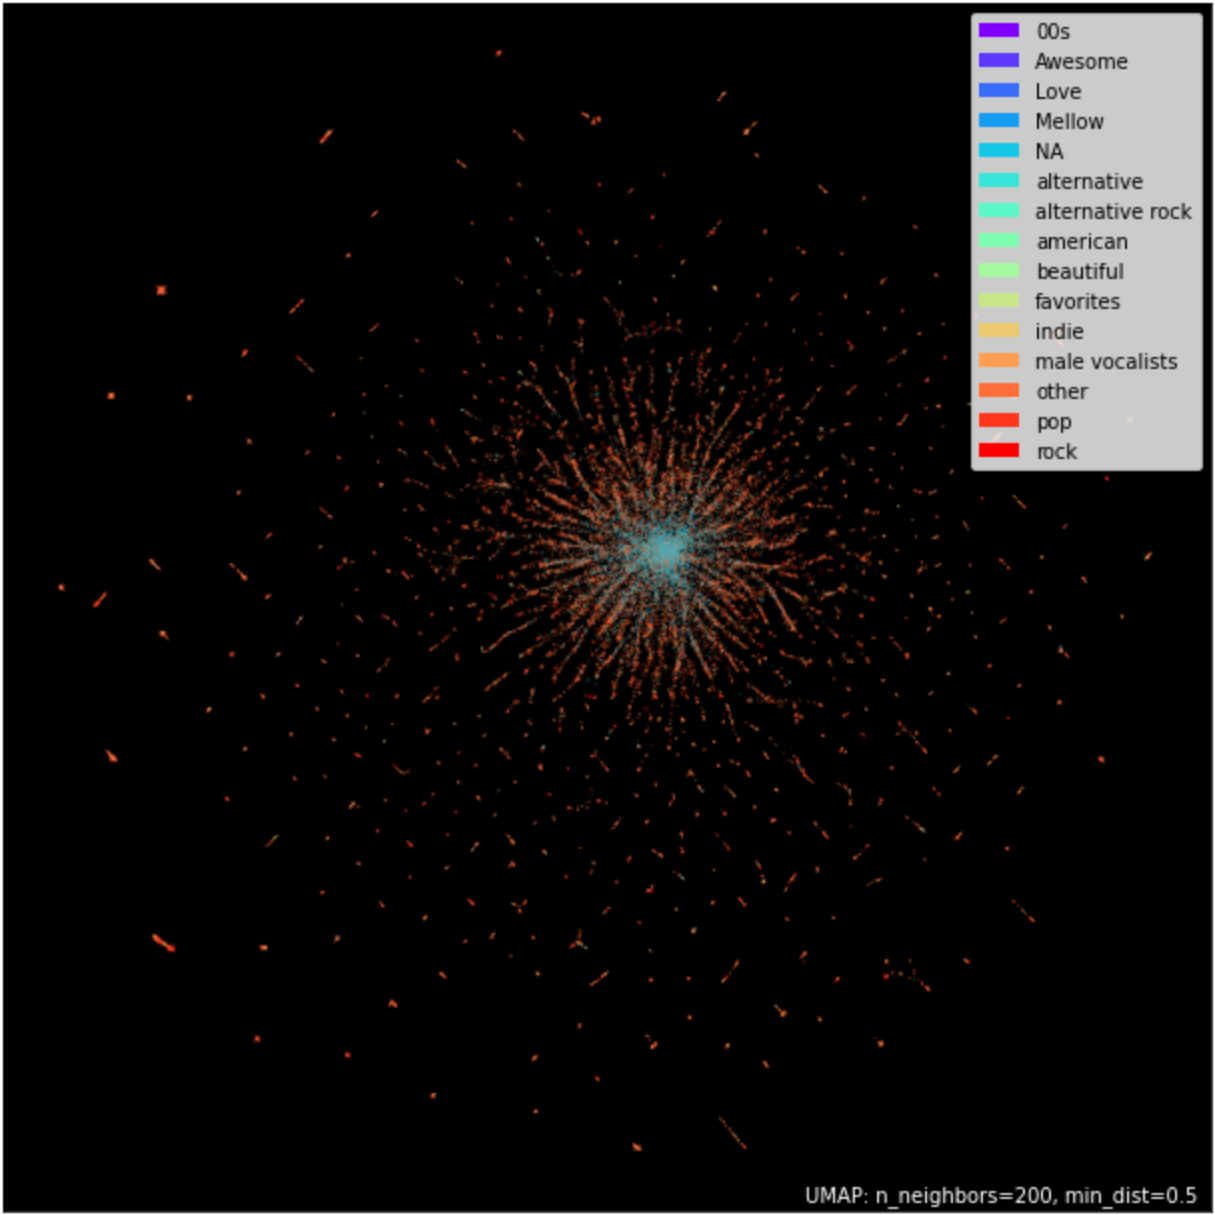 00s
Awesome
Love
Mellow
NA
alternative
alternative rock
american
beautiful
favorites
indie
male vocalists
other
pop
rock
UMAP: n_neighbors=200, min_dist=0.5